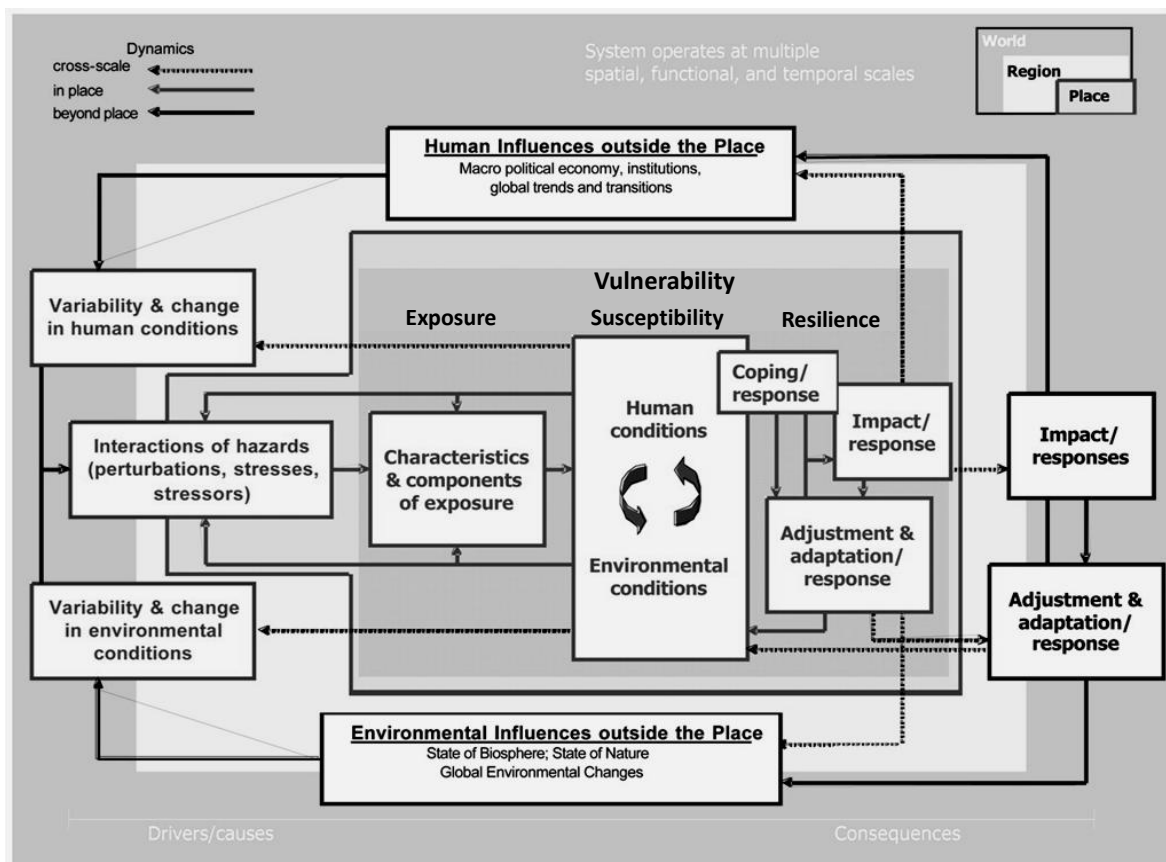 Dynamics
cross-scale
in place
beyond place
System operates at multiple
spatial, functional, and temporal scales
World
Region
Place
Human Influences outside the Place
Macro political economy, institutions,
global trends and transitions
Variability & change
in human conditions
Vulnerability
Exposure
Susceptibility
Resilience
Interactions of hazards
(perturbations, stresses,
stressors)
Characteristics
& components
of exposure
Human
conditions
Environmental
conditions
Coping/
response
Impact/
response
Adjustment &
adaptation/
response
Impact/
responses
Adjustment &
adaptation/
response
Variability & change
in environmental
conditions
Environmental Influences outside the Place
State of Biosphere; State of Nature
Global Environmental Changes
Drivers/causes
Consequences